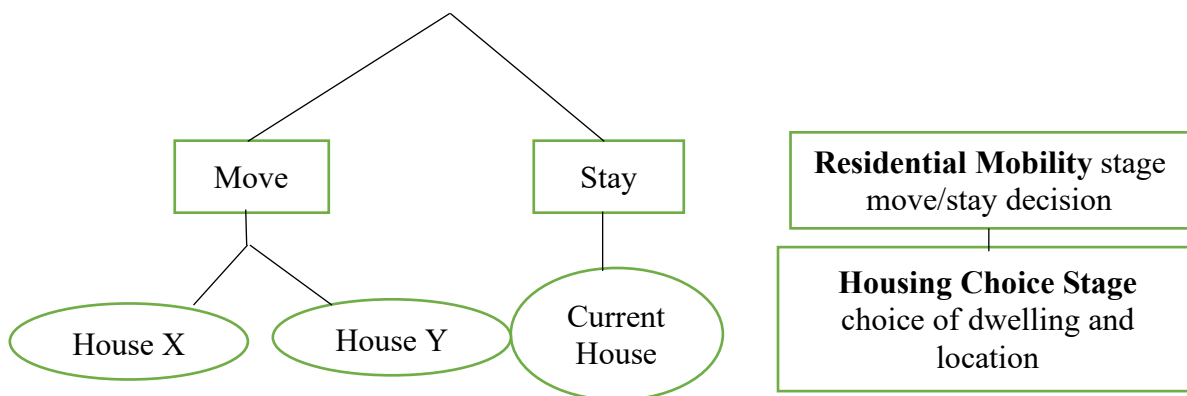 Move
Stay
House X
House Y
Current
House
Residential Mobility stage
move/stay decision
Housing Choice Stage
choice of dwelling and
location